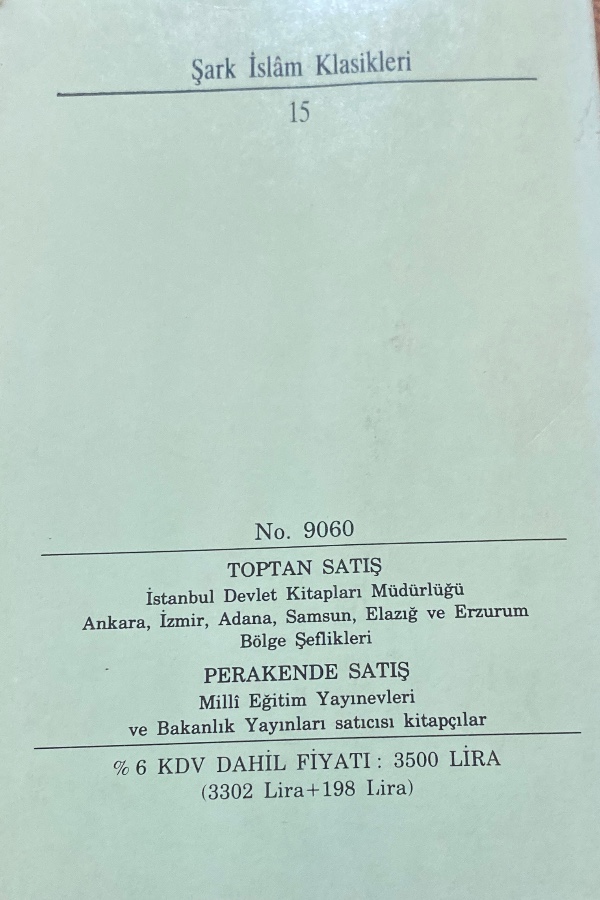 Şark İslâm Klasikleri
15
No. 9060
TOPTAN SATIŞ
İstanbul Devlet Kitapları Müdürlüğü
Ankara, İzmir, Adana, Samsun, Elazığ ve Erzurum
Bölge Şeflikleri
PERAKENDE SATIŞ
Millî Eğitim Yayınevleri
ve Bakanlık Yayınları satıcısı kitapçılar
% 6 KDV DAHİL FİYATI : 3500 LİRA
(3302 Lira+198 Lira)